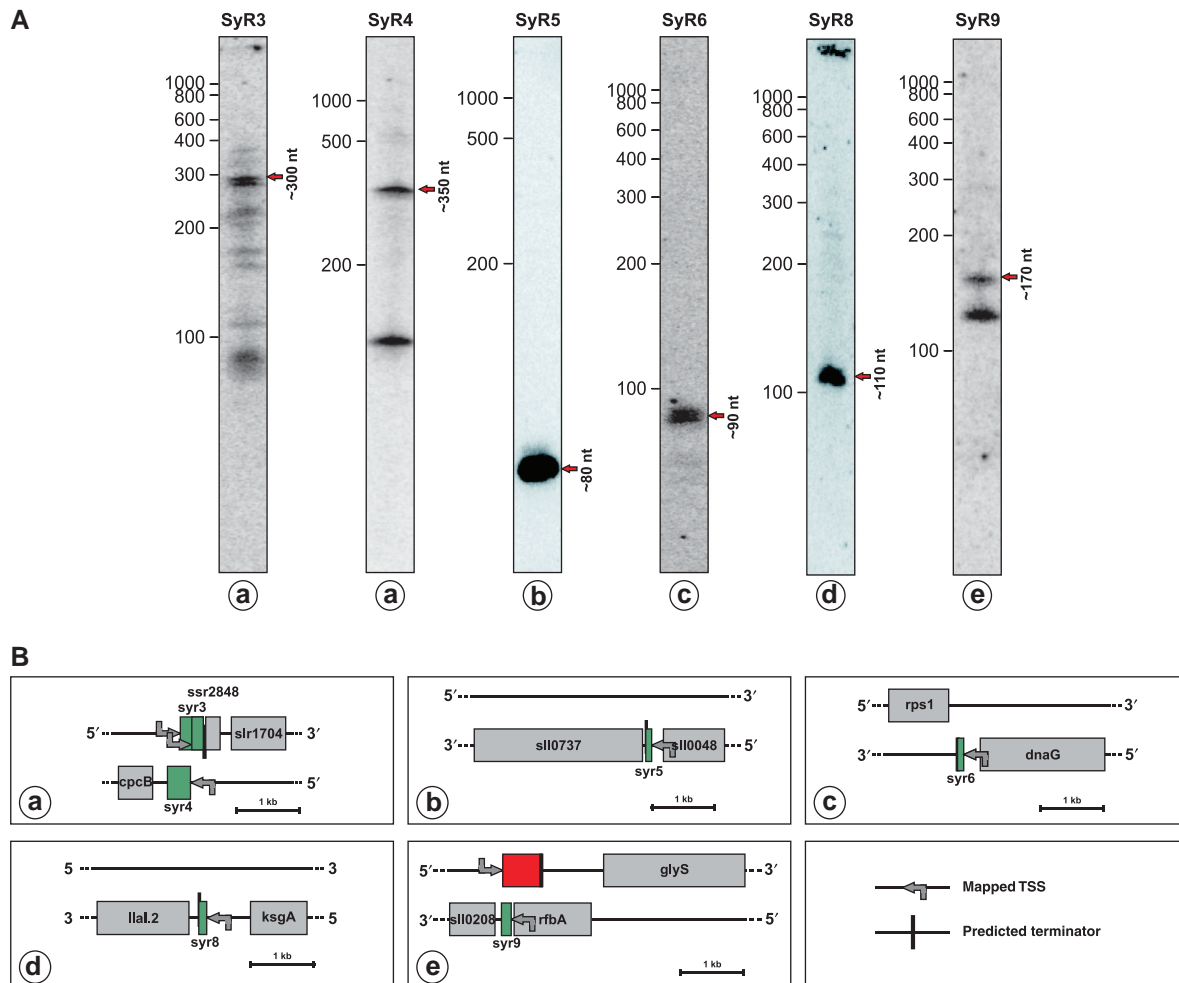 A
SyR3 SyR4 SyR5 SyR6 SyR8 SyR9
1000
800
600
400
300
200
100
~300 nt
a
1000
500
200
~350 nt
a
1000
500
200
~80 nt
b
1000
800
600
400
300
200
100
~90 nt
c
1000
800
600
400
300
200
100
~110 nt
d
1000
800
600
400
300
200
100
~170 nt
e
B
ssr2848
syr3
5′ slr1704 3′
cpcB 5′
syr4
1 kb
a
5′ 3′
3′ sll0737 sll0048 5′
syr5
1 kb
b
5′ rps1 3′
3′ dnaG 5′
syr6
1 kb
c
5 3
3 llaI.2 ksgA 5
syr8
1 kb
d
5′ glyS 3′
3′ sll0208 rfbA 5′
syr9
1 kb
e
Mapped TSS
Predicted terminator